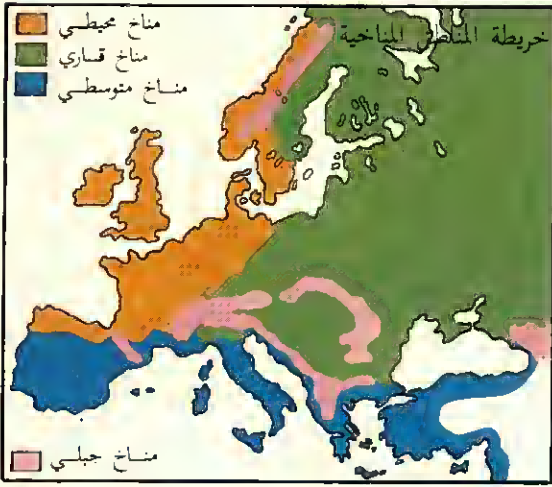 خريطة المناطق المناخية
مناخ محيطي
مناخ قاري
مناخ متوسطي
مناخ جبلي